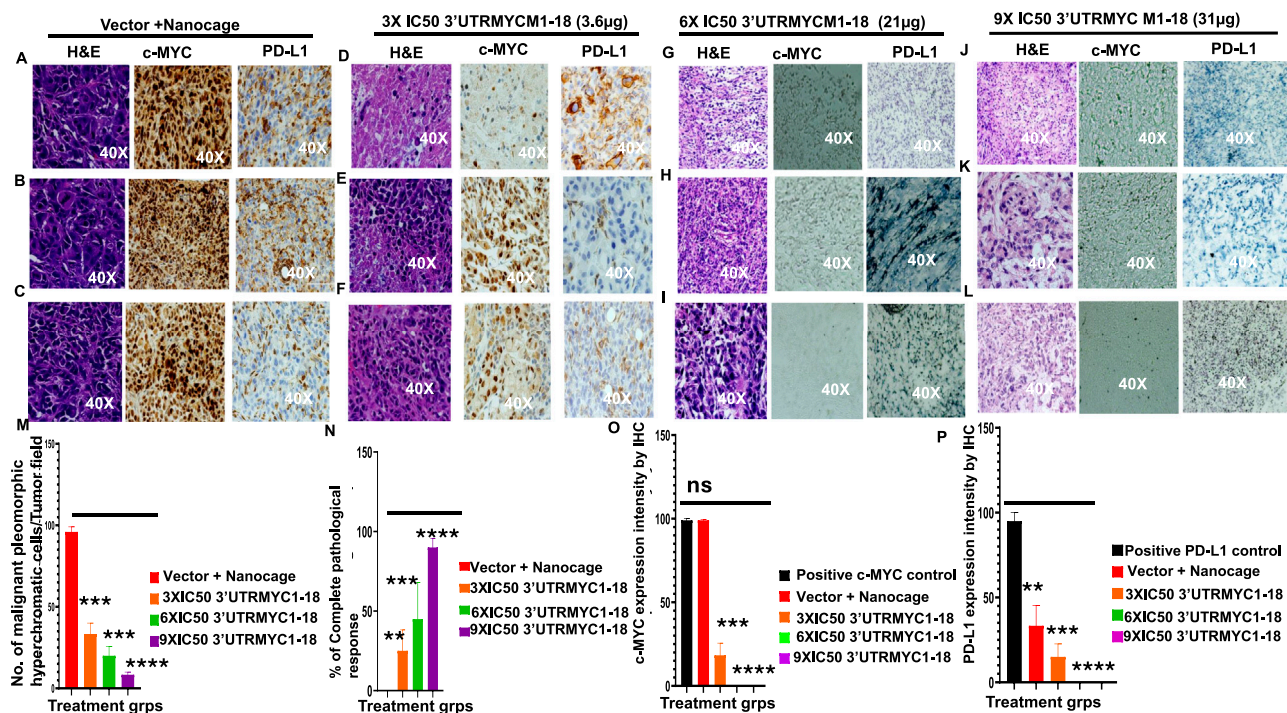 Vector +Nanocage
3X IC50 3'UTRMYCM1-18 (3.6µg)
6X IC50 3'UTRMYCM1-18 (21µg)
9X IC50 3'UTRMYC M1-18 (31µg)
H&E c-MYC PD-L1
H&E c-MYC PD-L1
H&E c-MYC PD-L1
H&E c-MYC PD-L1
A 40X 40X 40X
D 40X 40X 40X
G 40X 40X 40X
J 40X 40X 40X
B 40X 40X 40X
E 40X 40X 40X
H 40X 40X 40X
K 40X 40X 40X
C 40X 40X 40X
F 40X 40X 40X
I 40X 40X 40X
L 40X 40X 40X
M
No. of malignant pleomorphic
hyperchromatic cells/Tumor field
150
100
50
0
***
***
****
Vector + Nanocage
3XIC50 3'UTRMYC1-18
6XIC50 3'UTRMYC1-18
9XIC50 3'UTRMYC1-18
Treatment grps
N
% of Complete pathological
response
150
100
50
0
**
***
****
Vector + Nanocage
3XIC50 3'UTRMYC1-18
6XIC50 3'UTRMYC1-18
9XIC50 3'UTRMYC1-18
Treatment grps
O
c-MYC expression intensity by IHC
150
100
50
0
ns
***
****
Positive c-MYC control
Vector + Nanocage
3XIC50 3'UTRMYC1-18
6XIC50 3'UTRMYC1-18
9XIC50 3'UTRMYC1-18
Treatment grps
P
PD-L1 expression intensity by IHC
150
100
50
0
**
***
****
Positive PD-L1 control
Vector + Nanocage
3XIC50 3'UTRMYC1-18
6XIC50 3'UTRMYC1-18
9XIC50 3'UTRMYC1-18
Treatment grps